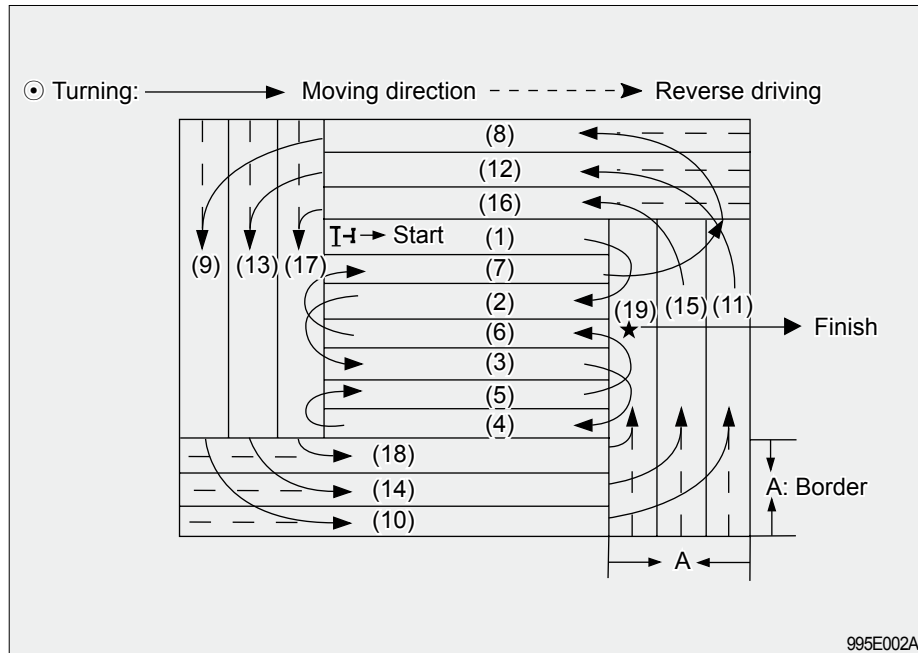 Turning: Moving direction Reverse driving
(8)
(12)
(16)
Start (1)
(9) (13) (17) (7)
(2) (19) (15) (11)
(6) Finish
(3)
(5)
(4)
(18)
(14) A: Border
(10)
A
995E002A